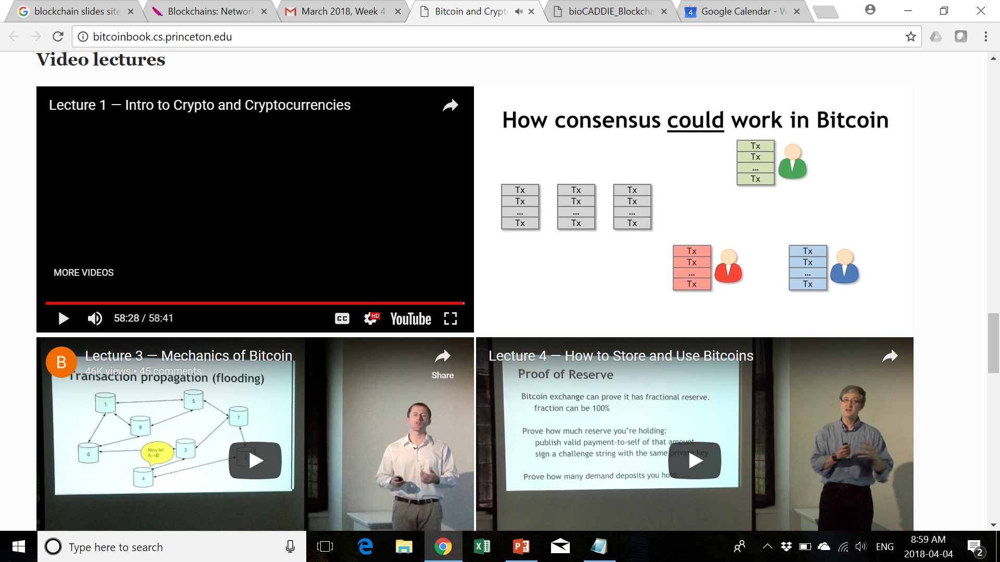 blockchain slides site
Blockchains: Network
March 2018, Week 4
Bitcoin and Crypto
bioCADDIE_Blockcha
4
Google Calendar - W
bitcoinbook.cs.princeton.edu
Video lectures
Lecture 1 — Intro to Crypto and Cryptocurrencies
MORE VIDEOS
58:28 / 58:41
CC
HD
YouTube
How consensus could work in Bitcoin
Tx
Tx
...
Tx
Tx
Tx
...
Tx
Tx
Tx
...
Tx
Tx
Tx
...
Tx
Tx
Tx
...
Tx
Tx
Tx
...
Tx
B
Lecture 3 — Mechanics of Bitcoin
46K views • 45 comments
Share
Transaction propagation (flooding)
1
5
7
8
3
6
New tx!
A→B
2
4
Lecture 4 — How to Store and Use Bitcoins
Proof of Reserve
Bitcoin exchange can prove it has fractional reserve.
fraction can be 100%
Prove how much reserve you're holding:
publish valid payment-to-self of that amount
sign a challenge string with the same private key
Prove how many demand deposits you hold: ...
Type here to search
ENG
8:59 AM
2018-04-04
2